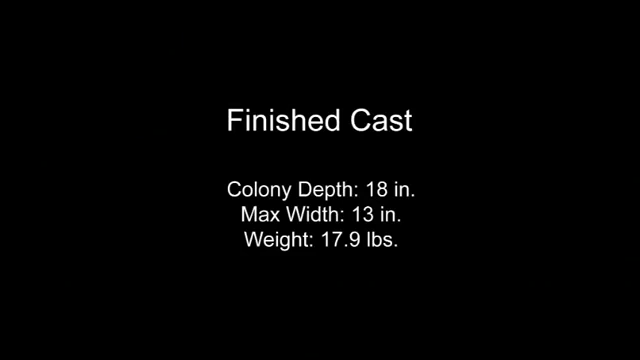 Finished Cast
Colony Depth: 18 in.
Max Width: 13 in.
Weight: 17.9 lbs.